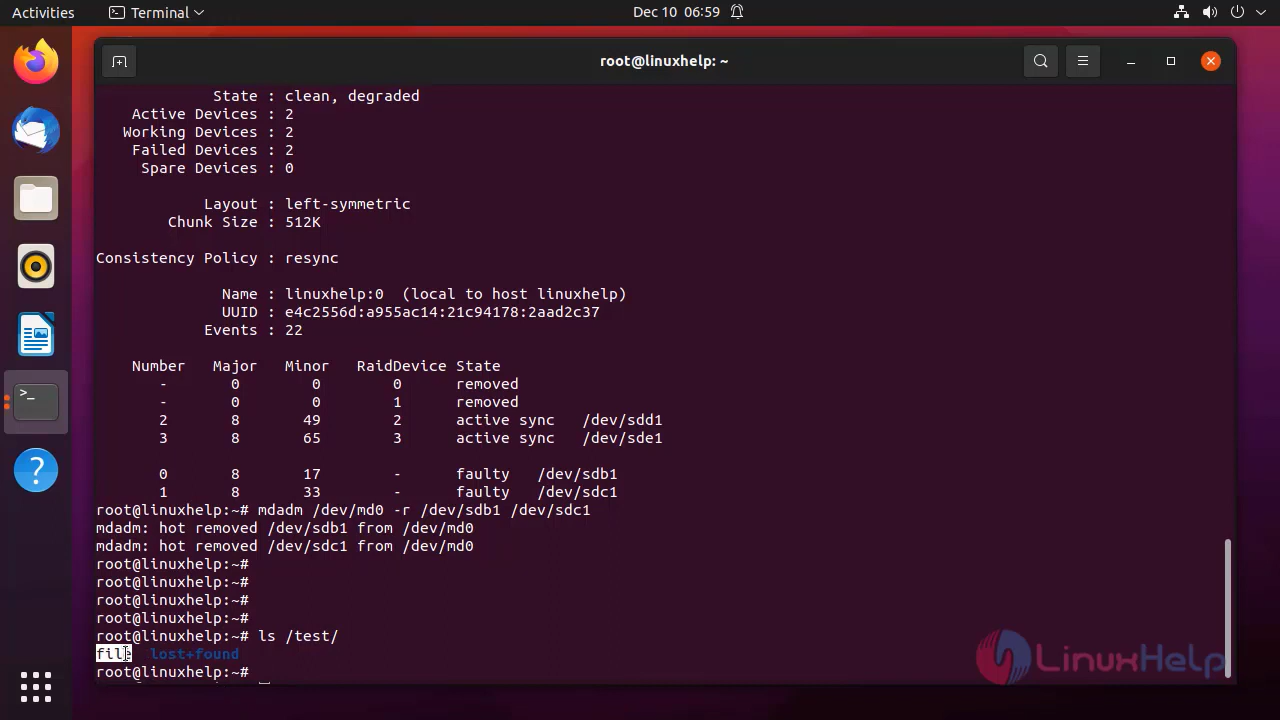 Activities Terminal Dec 10 06:59
root@linuxhelp: ~
State : clean, degraded
Active Devices : 2
Working Devices : 2
Failed Devices : 2
Spare Devices : 0
Layout : left-symmetric
Chunk Size : 512K
Consistency Policy : resync
Name : linuxhelp:0 (local to host linuxhelp)
UUID : e4c2556d:a955ac14:21c94178:2aad2c37
Events : 22
Number Major Minor RaidDevice State
- 0 0 0 removed
- 0 0 1 removed
2 8 49 2 active sync /dev/sdd1
3 8 65 3 active sync /dev/sde1
0 8 17 - faulty /dev/sdb1
1 8 33 - faulty /dev/sdc1
root@linuxhelp:~# mdadm /dev/md0 -r /dev/sdb1 /dev/sdc1
mdadm: hot removed /dev/sdb1 from /dev/md0
mdadm: hot removed /dev/sdc1 from /dev/md0
root@linuxhelp:~#
root@linuxhelp:~#
root@linuxhelp:~#
root@linuxhelp:~#
root@linuxhelp:~# ls /test/
file lost+found
root@linuxhelp:~#
LinuxHelp